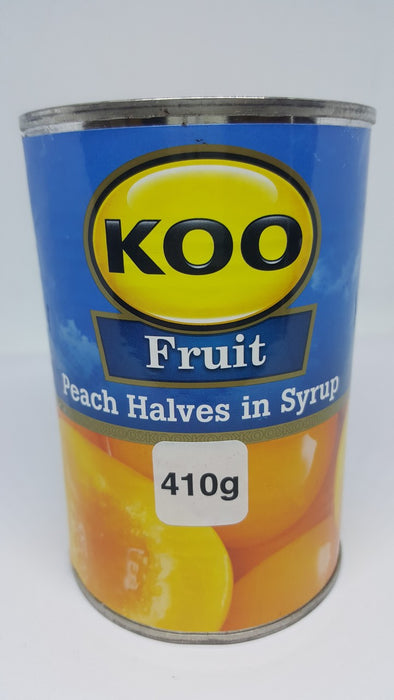 KOO
Fruit
Peach Halves in Syrup
410g